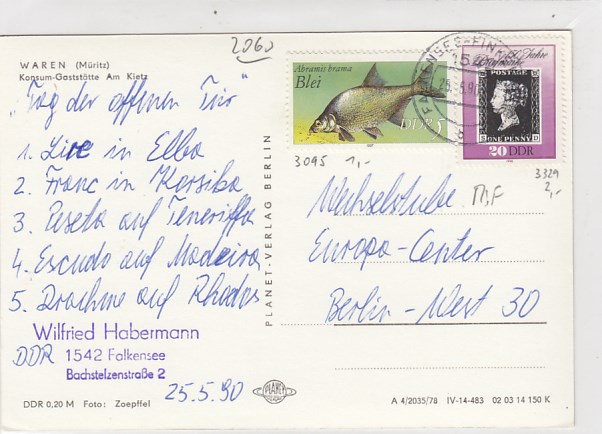 WAREN (Müritz)
Konsum-Gaststätte Am Kietz
2060
"Tag der offenen Tür"
1. Lire in Elba
2. Franc in Korsika
3. Peseta auf Teneriffa
4. Escudo auf Madeira
5. Drachme auf Rhodos
Wilfried Habermann
DDR 1542 Falkensee
Bachstelzenstraße 2
25.5.90
DDR 0,20 M Foto: Zoepffel
PLANET-VERLAG BERLIN
PLANET
Abramis brama
Blei
DDR 5
Jahre
Briefmarke
POSTAGE
ONE PENNY
20 DDR
3095 1,-
3329
2,-
Wechselstube
Europa-Center
Berlin-West 30
A 4/2035/78 IV-14-483 02 03 14 150 K